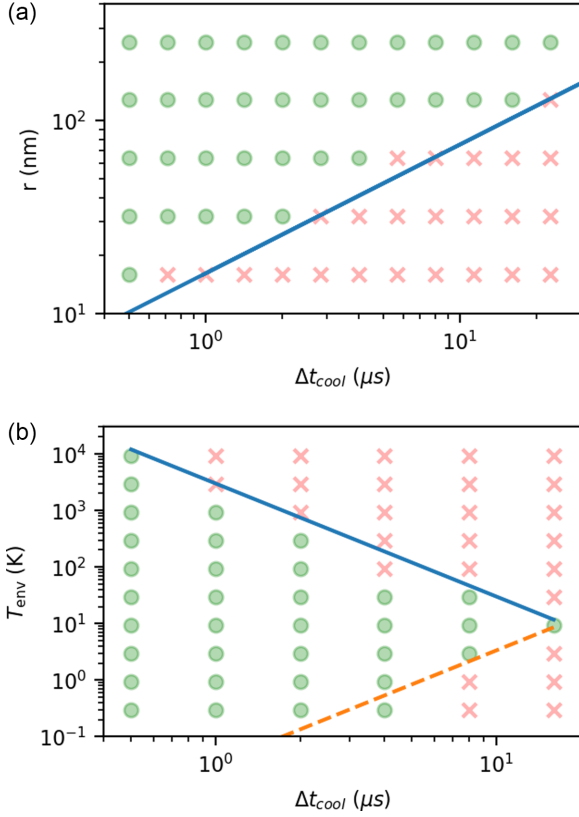 (a)
r (nm)
10²
10¹
10⁰
10¹
Δt_cool (μs)
(b)
T_env (K)
10⁴
10³
10²
10¹
10⁰
10⁻¹
10⁰
10¹
Δt_cool (μs)